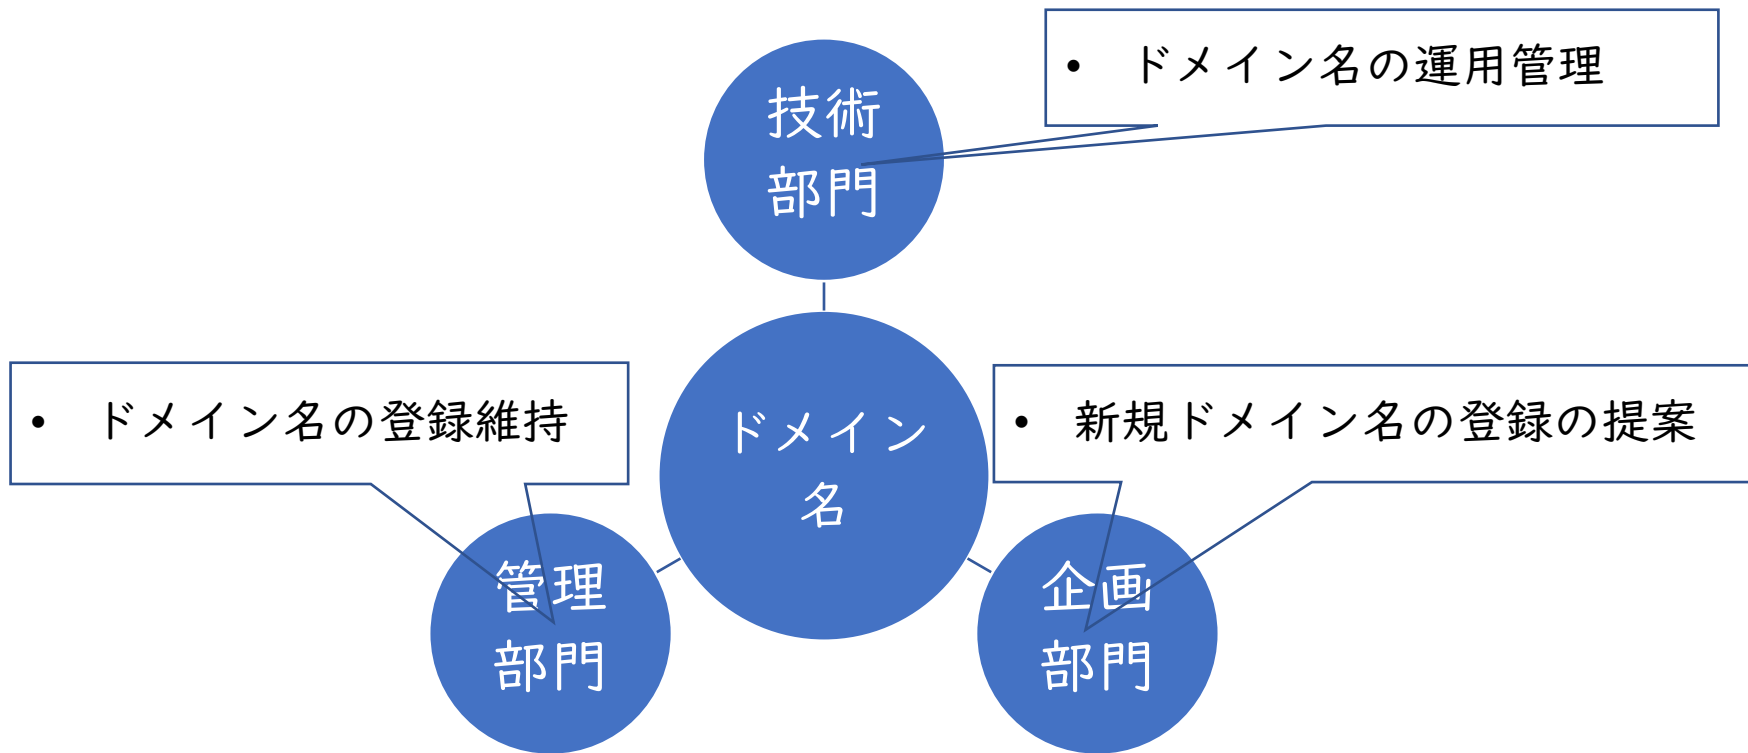 • ドメイン名の運用管理
技術
部門
• ドメイン名の登録維持
ドメイン
名
• 新規ドメイン名の登録の提案
管理
部門
企画
部門